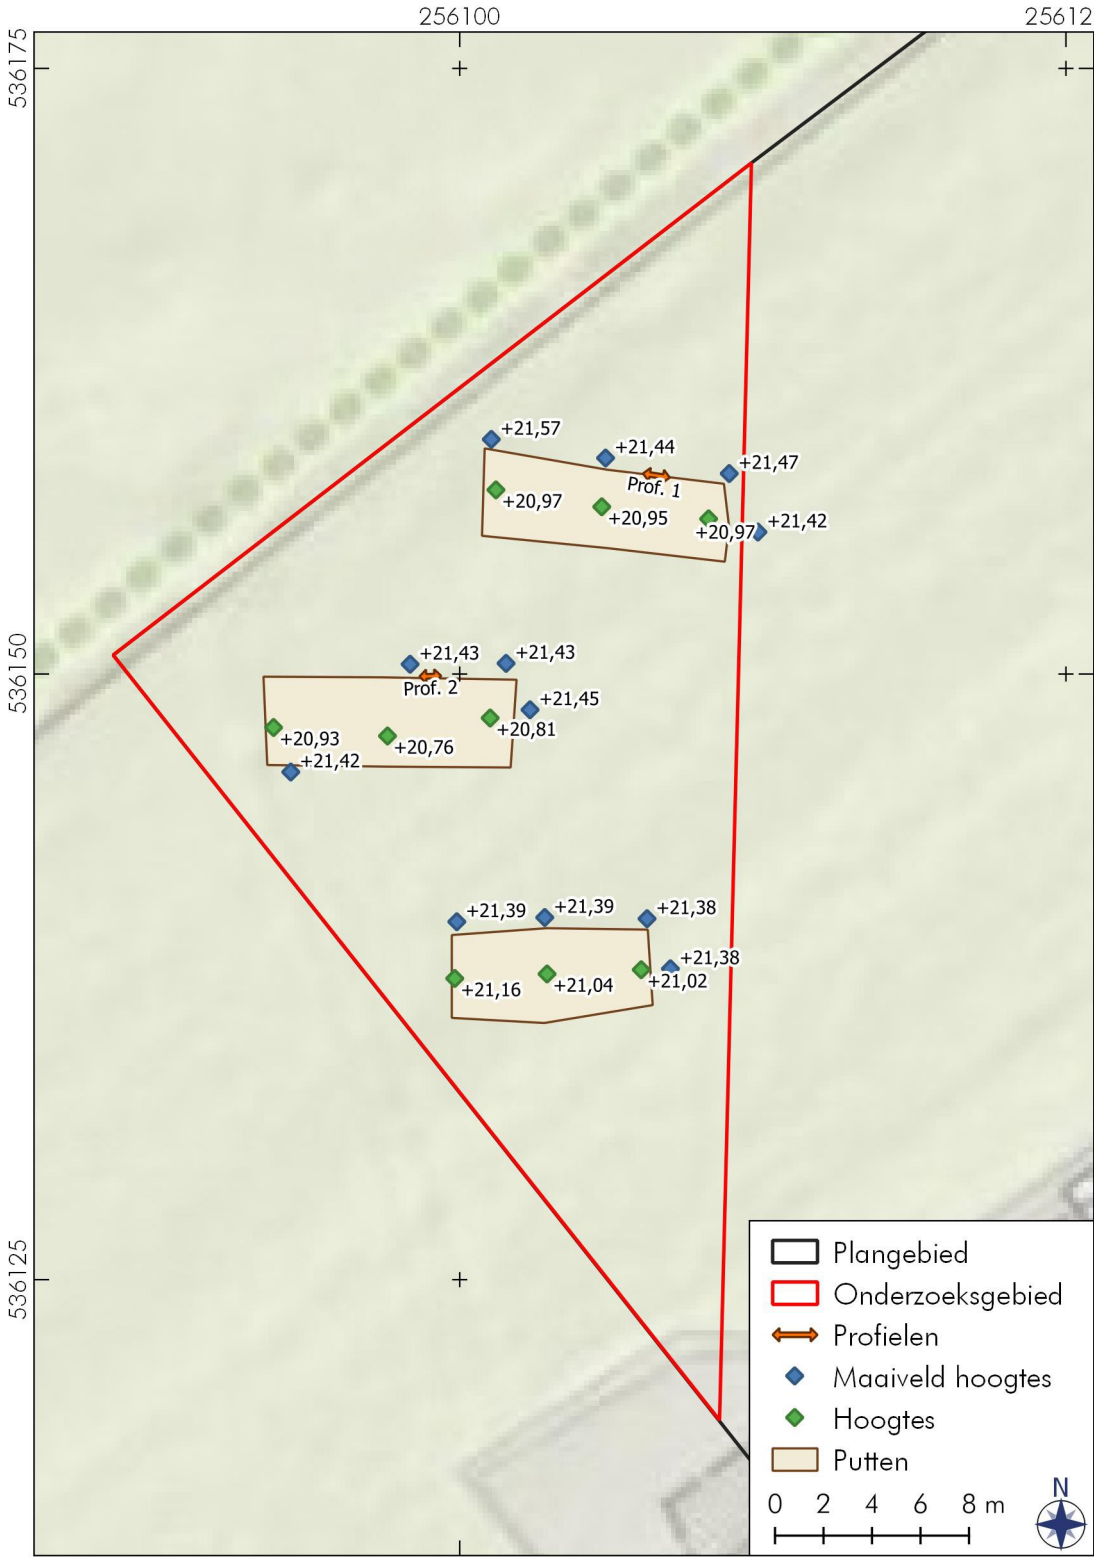 256100
25612
536175
+21,57
+21,44
+21,47
Prof. 1
+20,97
+20,95
+20,97
+21,42
536150
+21,43
+21,43
Prof. 2
+21,45
+20,93
+20,76
+20,81
+21,42
+21,39
+21,39
+21,38
+21,38
+21,16
+21,04
+21,02
536125
Plangebied
Onderzoeksgebied
Profielen
Maaiveld hoogtes
Hoogtes
Putten
0 2 4 6 8 m
N